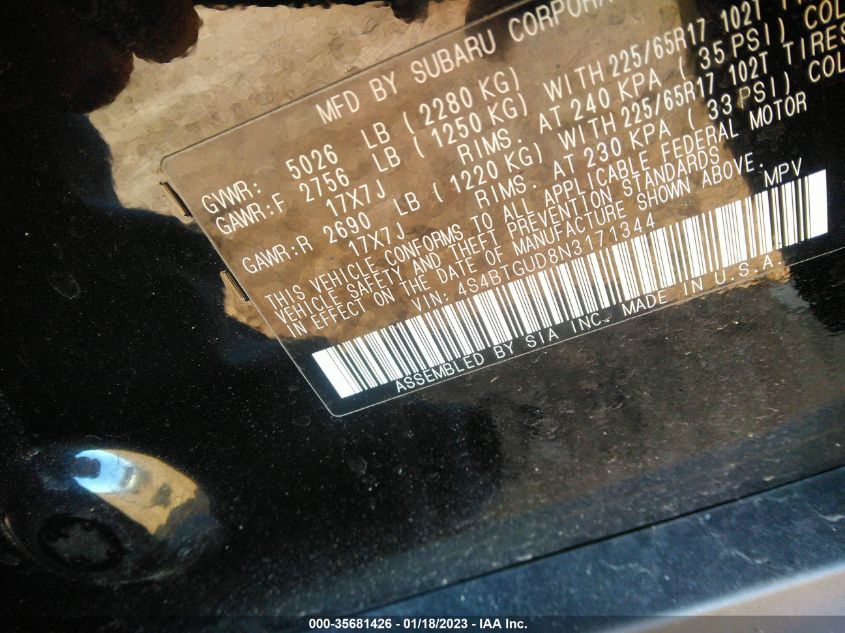 MFD BY SUBARU CORPORA
GVWR: 5026 LB ( 2280 KG)
GAWR:F 2756 LB ( 1250 KG) WITH 225/65R17 102T
17X7J RIMS. AT 240 KPA ( 35 PSI) COL
GAWR:R 2690 LB ( 1220 KG) WITH 225/65R17 102T TIRES
17X7J RIMS. AT 230 KPA ( 33 PSI) COL
THIS VEHICLE CONFORMS TO ALL APPLICABLE FEDERAL MOTOR
VEHICLE SAFETY AND THEFT PREVENTION STANDARDS
IN EFFECT ON THE DATE OF MANUFACTURE SHOWN ABOVE.
VIN: 4S4BTGUD8N3171344 MPV
ASSEMBLED BY SIA INC. MADE IN U.S.A.
000-35681426 - 01/18/2023 - IAA Inc.